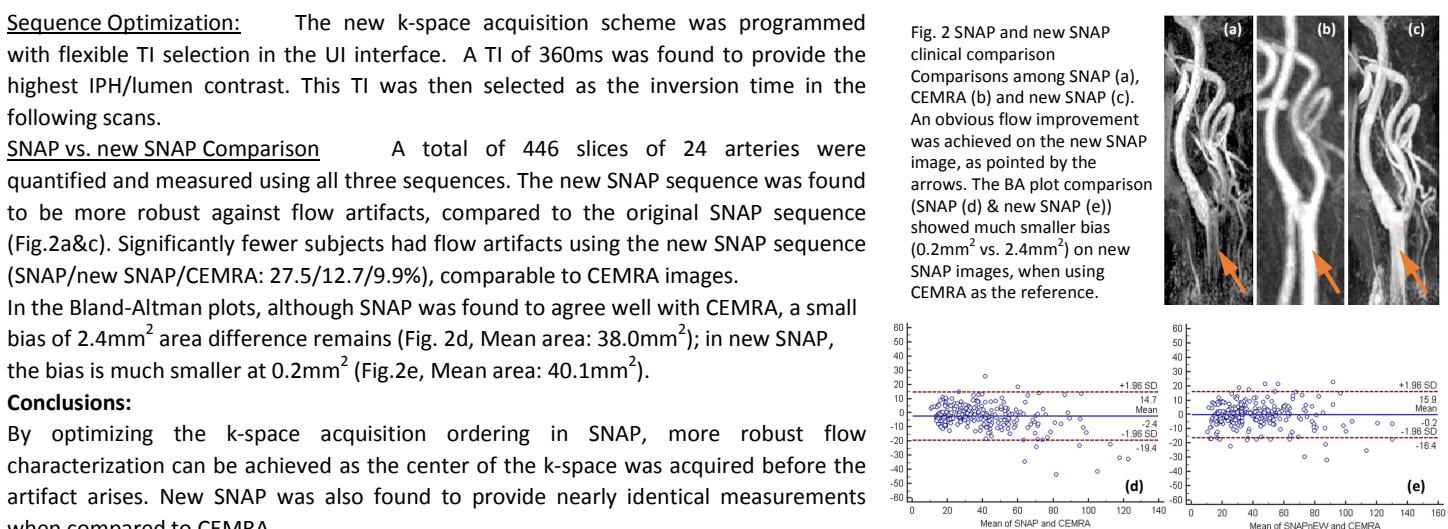 Sequence Optimization: The new k-space acquisition scheme was programmed
with flexible TI selection in the UI interface. A TI of 360ms was found to provide the
highest IPH/lumen contrast. This TI was then selected as the inversion time in the
following scans.
SNAP vs. new SNAP Comparison A total of 446 slices of 24 arteries were
quantified and measured using all three sequences. The new SNAP sequence was found
to be more robust against flow artifacts, compared to the original SNAP sequence
(Fig.2a&c). Significantly fewer subjects had flow artifacts using the new SNAP sequence
(SNAP/new SNAP/CEMRA: 27.5/12.7/9.9%), comparable to CEMRA images.
In the Bland-Altman plots, although SNAP was found to agree well with CEMRA, a small
bias of 2.4mm² area difference remains (Fig. 2d, Mean area: 38.0mm²); in new SNAP,
the bias is much smaller at 0.2mm² (Fig.2e, Mean area: 40.1mm²).
Conclusions:
By optimizing the k-space acquisition ordering in SNAP, more robust flow
characterization can be achieved as the center of the k-space was acquired before the
artifact arises. New SNAP was also found to provide nearly identical measurements
when compared to CEMRA
Fig. 2 SNAP and new SNAP
clinical comparison
Comparisons among SNAP (a),
CEMRA (b) and new SNAP (c).
An obvious flow improvement
was achieved on the new SNAP
image, as pointed by the
arrows. The BA plot comparison
(SNAP (d) & new SNAP (e))
showed much smaller bias
(0.2mm² vs. 2.4mm²) on new
SNAP images, when using
CEMRA as the reference.
(a) (b) (c)
60
50
40
30
20
10
0
-10
-20
-30
-40
-50
-60
+1.96 SD
14.7
Mean
-2.4
-1.96 SD
-19.4
(d)
0 20 40 60 80 100 120 140
Mean of SNAP and CEMRA
60
50
40
30
20
10
0
-10
-20
-30
-40
-50
-60
+1.96 SD
15.9
Mean
-0.2
-1.96 SD
-16.4
(e)
0 20 40 60 80 100 120 140 160
Mean of SNAPnEW and CEMRA